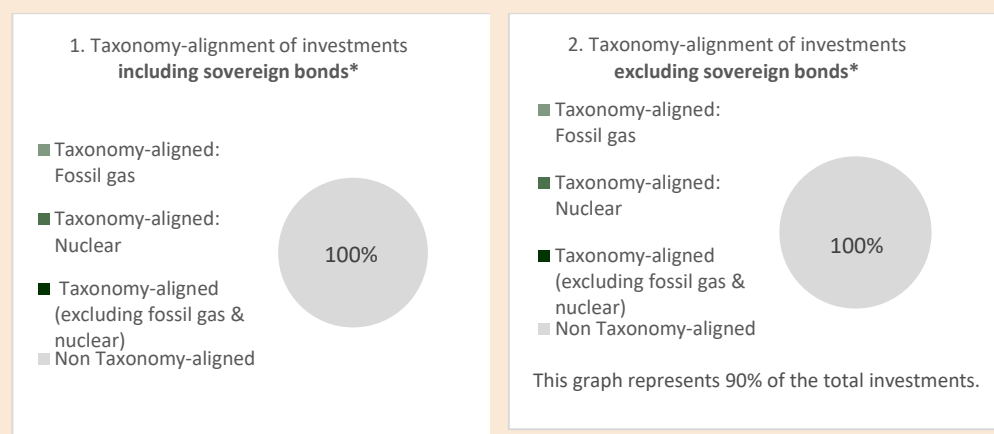 1. Taxonomy-alignment of investments
including sovereign bonds*
Taxonomy-aligned:
Fossil gas
Taxonomy-aligned:
Nuclear
Taxonomy-aligned
(excluding fossil gas &
nuclear)
Non Taxonomy-aligned
100%
2. Taxonomy-alignment of investments
excluding sovereign bonds*
Taxonomy-aligned:
Fossil gas
Taxonomy-aligned:
Nuclear
Taxonomy-aligned
(excluding fossil gas &
nuclear)
Non Taxonomy-aligned
100%
This graph represents 90% of the total investments.